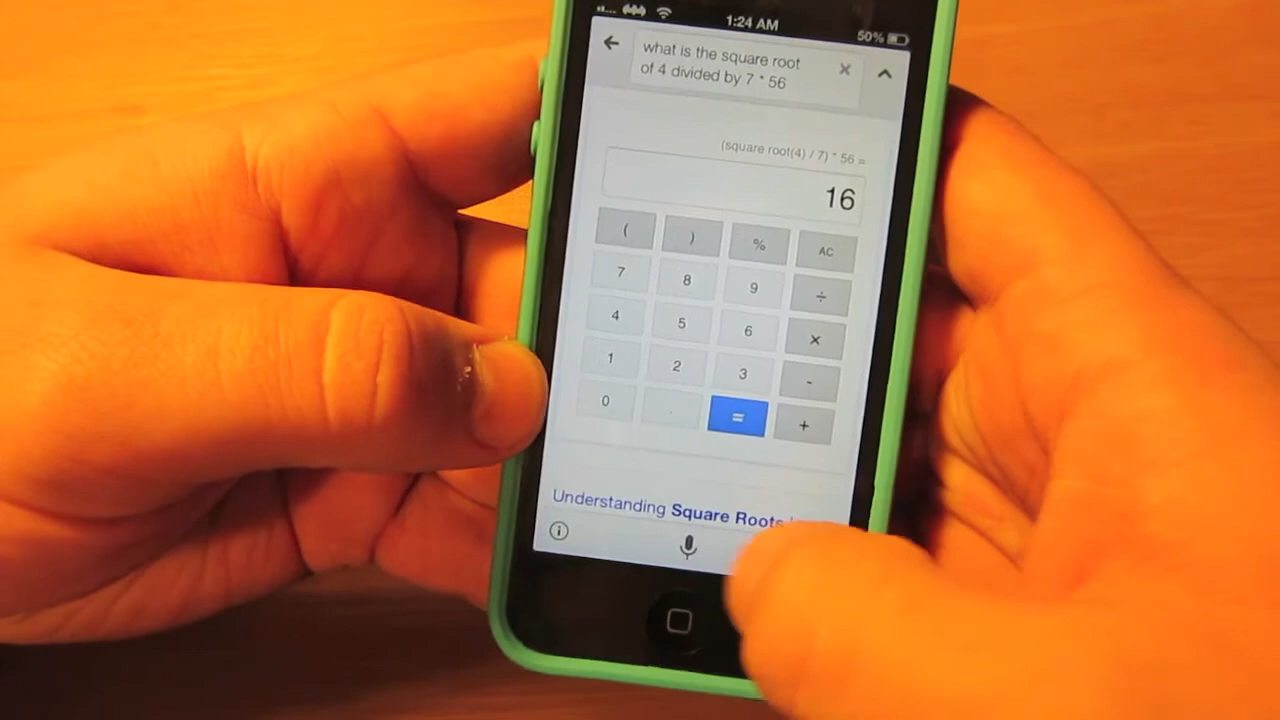 1:24 AM
50%
what is the square root
of 4 divided by 7 * 56
(square root(4) / 7) * 56 =
16
( ) % AC
7 8 9 ÷
4 5 6 ×
1 2 3 -
0 . = +
Understanding Square Roots